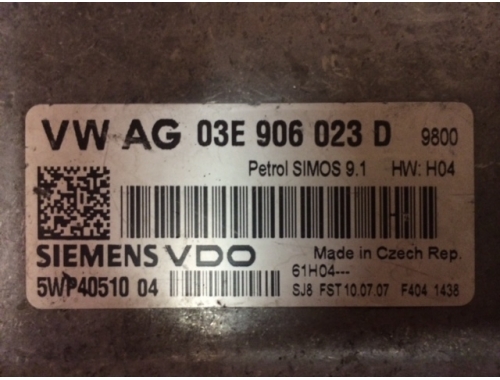 VW AG 03E 906 023 D 9800
Petrol SIMOS 9.1 HW: H04
SIEMENS VDO Made in Czech Rep.
61H04---
5WP40510 04 SJ8 FST 10.07.07 F404 1438